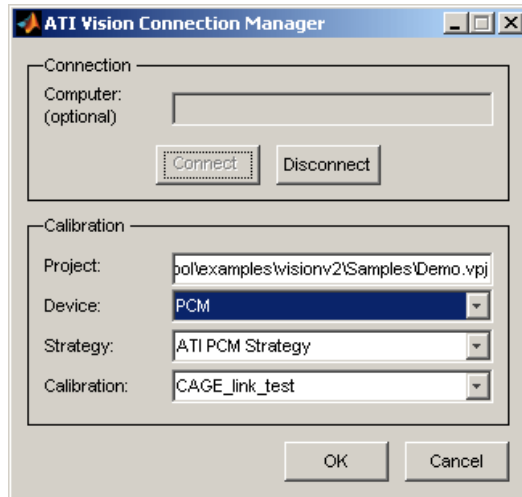 ATI Vision Connection Manager
Connection
Computer:
(optional)
Connect Disconnect
Calibration
Project: ool\examples\visionv2\Samples\Demo.vpj
Device: PCM
Strategy: ATI PCM Strategy
Calibration: CAGE_link_test
OK Cancel